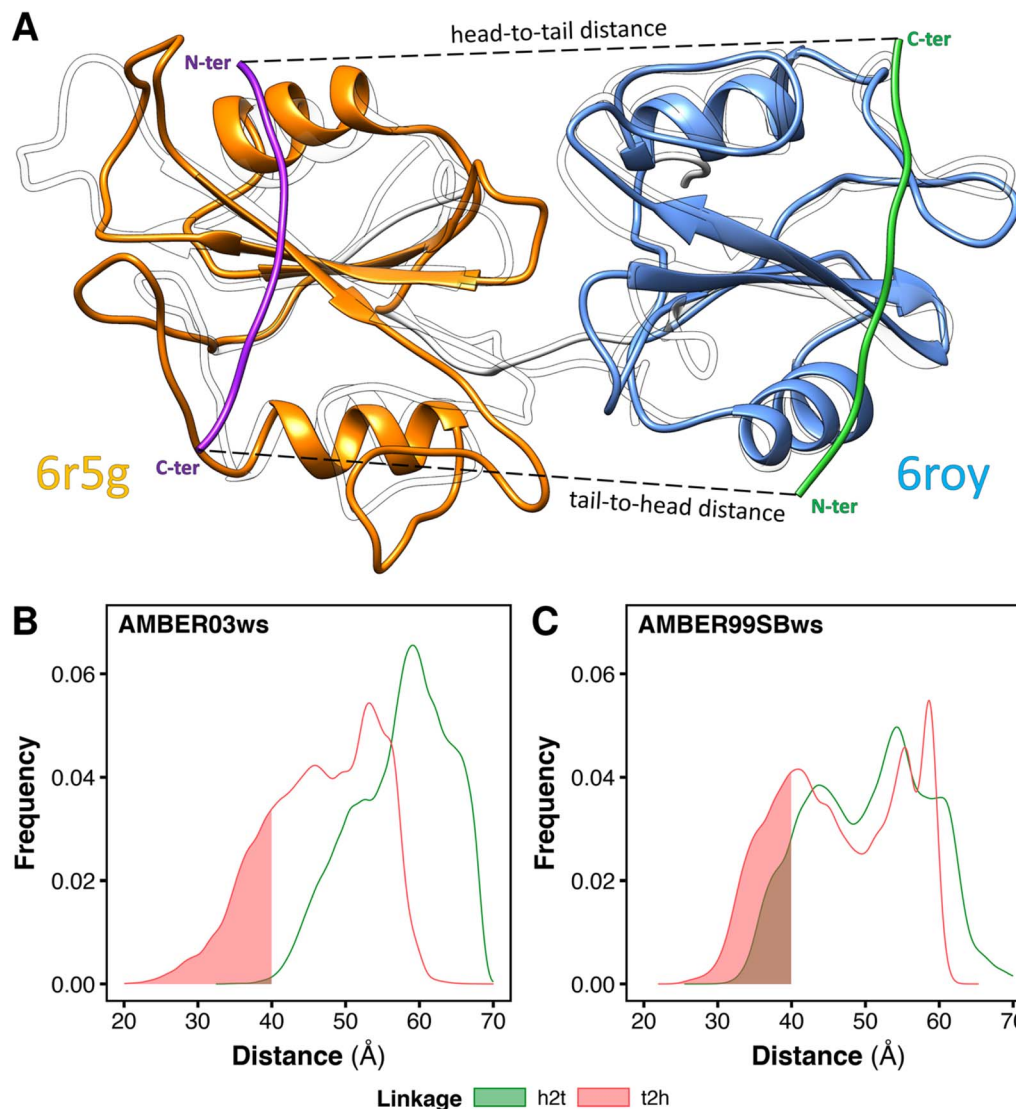 A
head-to-tail distance
N-ter
C-ter
C-ter
N-ter
6r5g
6roy
tail-to-head distance
B
AMBER03ws
0.06
0.04
0.02
0.00
Frequency
20 30 40 50 60 70
Distance (Å)
C
AMBER99SBws
0.06
0.04
0.02
0.00
Frequency
20 30 40 50 60 70
Distance (Å)
Linkage h2t t2h